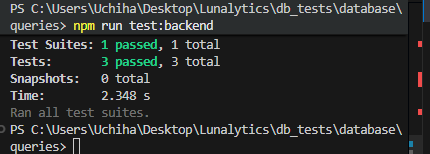 PS C:\Users\Uchiha\Desktop\Lunalytics\db_tests\database\
queries> npm run test:backend
Test Suites: 1 passed, 1 total
Tests:       3 passed, 3 total
Snapshots:   0 total
Time:        2.348 s
Ran all test suites.
PS C:\Users\Uchiha\Desktop\Lunalytics\db_tests\database\
queries>